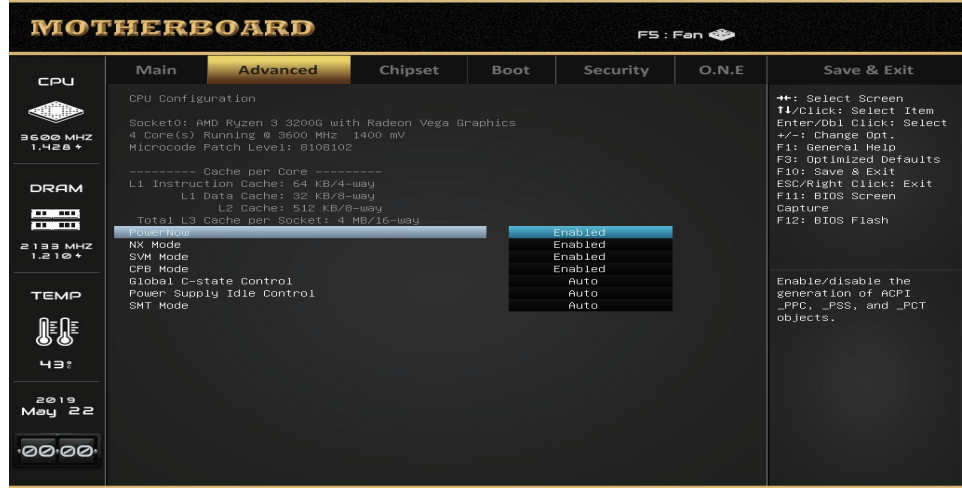 MOTHERBOARD
F5 : Fan
Main Advanced Chipset Boot Security O.N.E Save & Exit
CPU
3600 MHZ
1.428
DRAM
2133 MHZ
1.210
TEMP
43
2019
May 22
00:00
CPU Configuration
Socket0: AMD Ryzen 3 3200G with Radeon Vega Graphics
4 Core(s) Running @ 3600 MHz 1400 mV
Microcode Patch Level: 8108102
--------- Cache per Core ---------
L1 Instruction Cache: 64 KB/4-way
L1 Data Cache: 32 KB/8-way
L2 Cache: 512 KB/8-way
Total L3 Cache per Socket: 4 MB/16-way
PowerNow Enabled
NX Mode Enabled
SVM Mode Enabled
CPB Mode Enabled
Global C-state Control Auto
Power Supply Idle Control Auto
SMT Mode Auto
→←: Select Screen
↑↓/Click: Select Item
Enter/Dbl Click: Select
+/-: Change Opt.
F1: General Help
F3: Optimized Defaults
F10: Save & Exit
ESC/Right Click: Exit
F11: BIOS Screen
Capture
F12: BIOS Flash
Enable/disable the
generation of ACPI
_PPC, _PSS, and _PCT
objects.